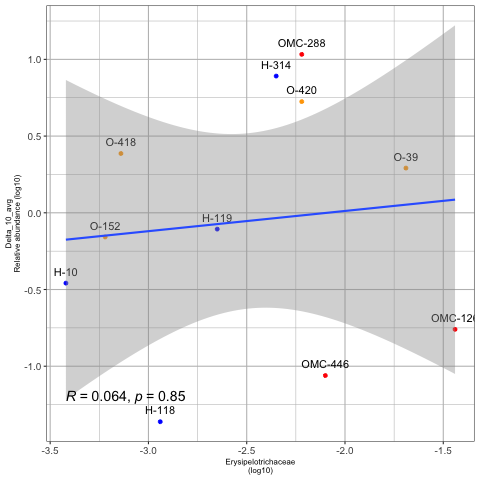 OMC-288
1.0
H-314
O-420
0.5
O-418
O-39
0.0
O-152
H-119
H-10
-0.5
OMC-126
-1.0
OMC-446
R = 0.064, p = 0.85
H-118
-3.5 -3.0 -2.5 -2.0 -1.5
Erysipelotrichaceae
(log10)
Delta_10_avg
Relative abundance (log10)